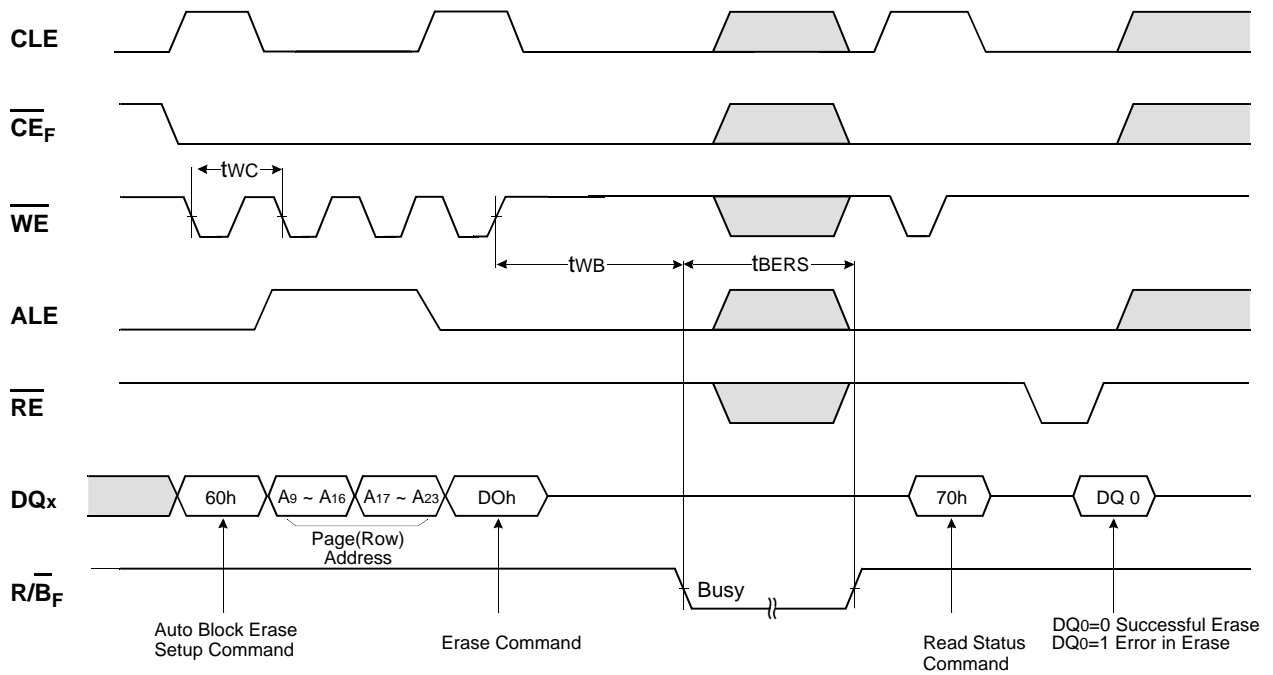 CLE
CEF
tWC
WE
tWB
tBERS
ALE
RE
DQx
60h
A9 ~ A16
A17 ~ A23
DOh
70h
DQ 0
Page(Row)
Address
R/BF
Busy
Auto Block Erase
Setup Command
Erase Command
Read Status
Command
DQ0=0 Successful Erase
DQ0=1 Error in Erase